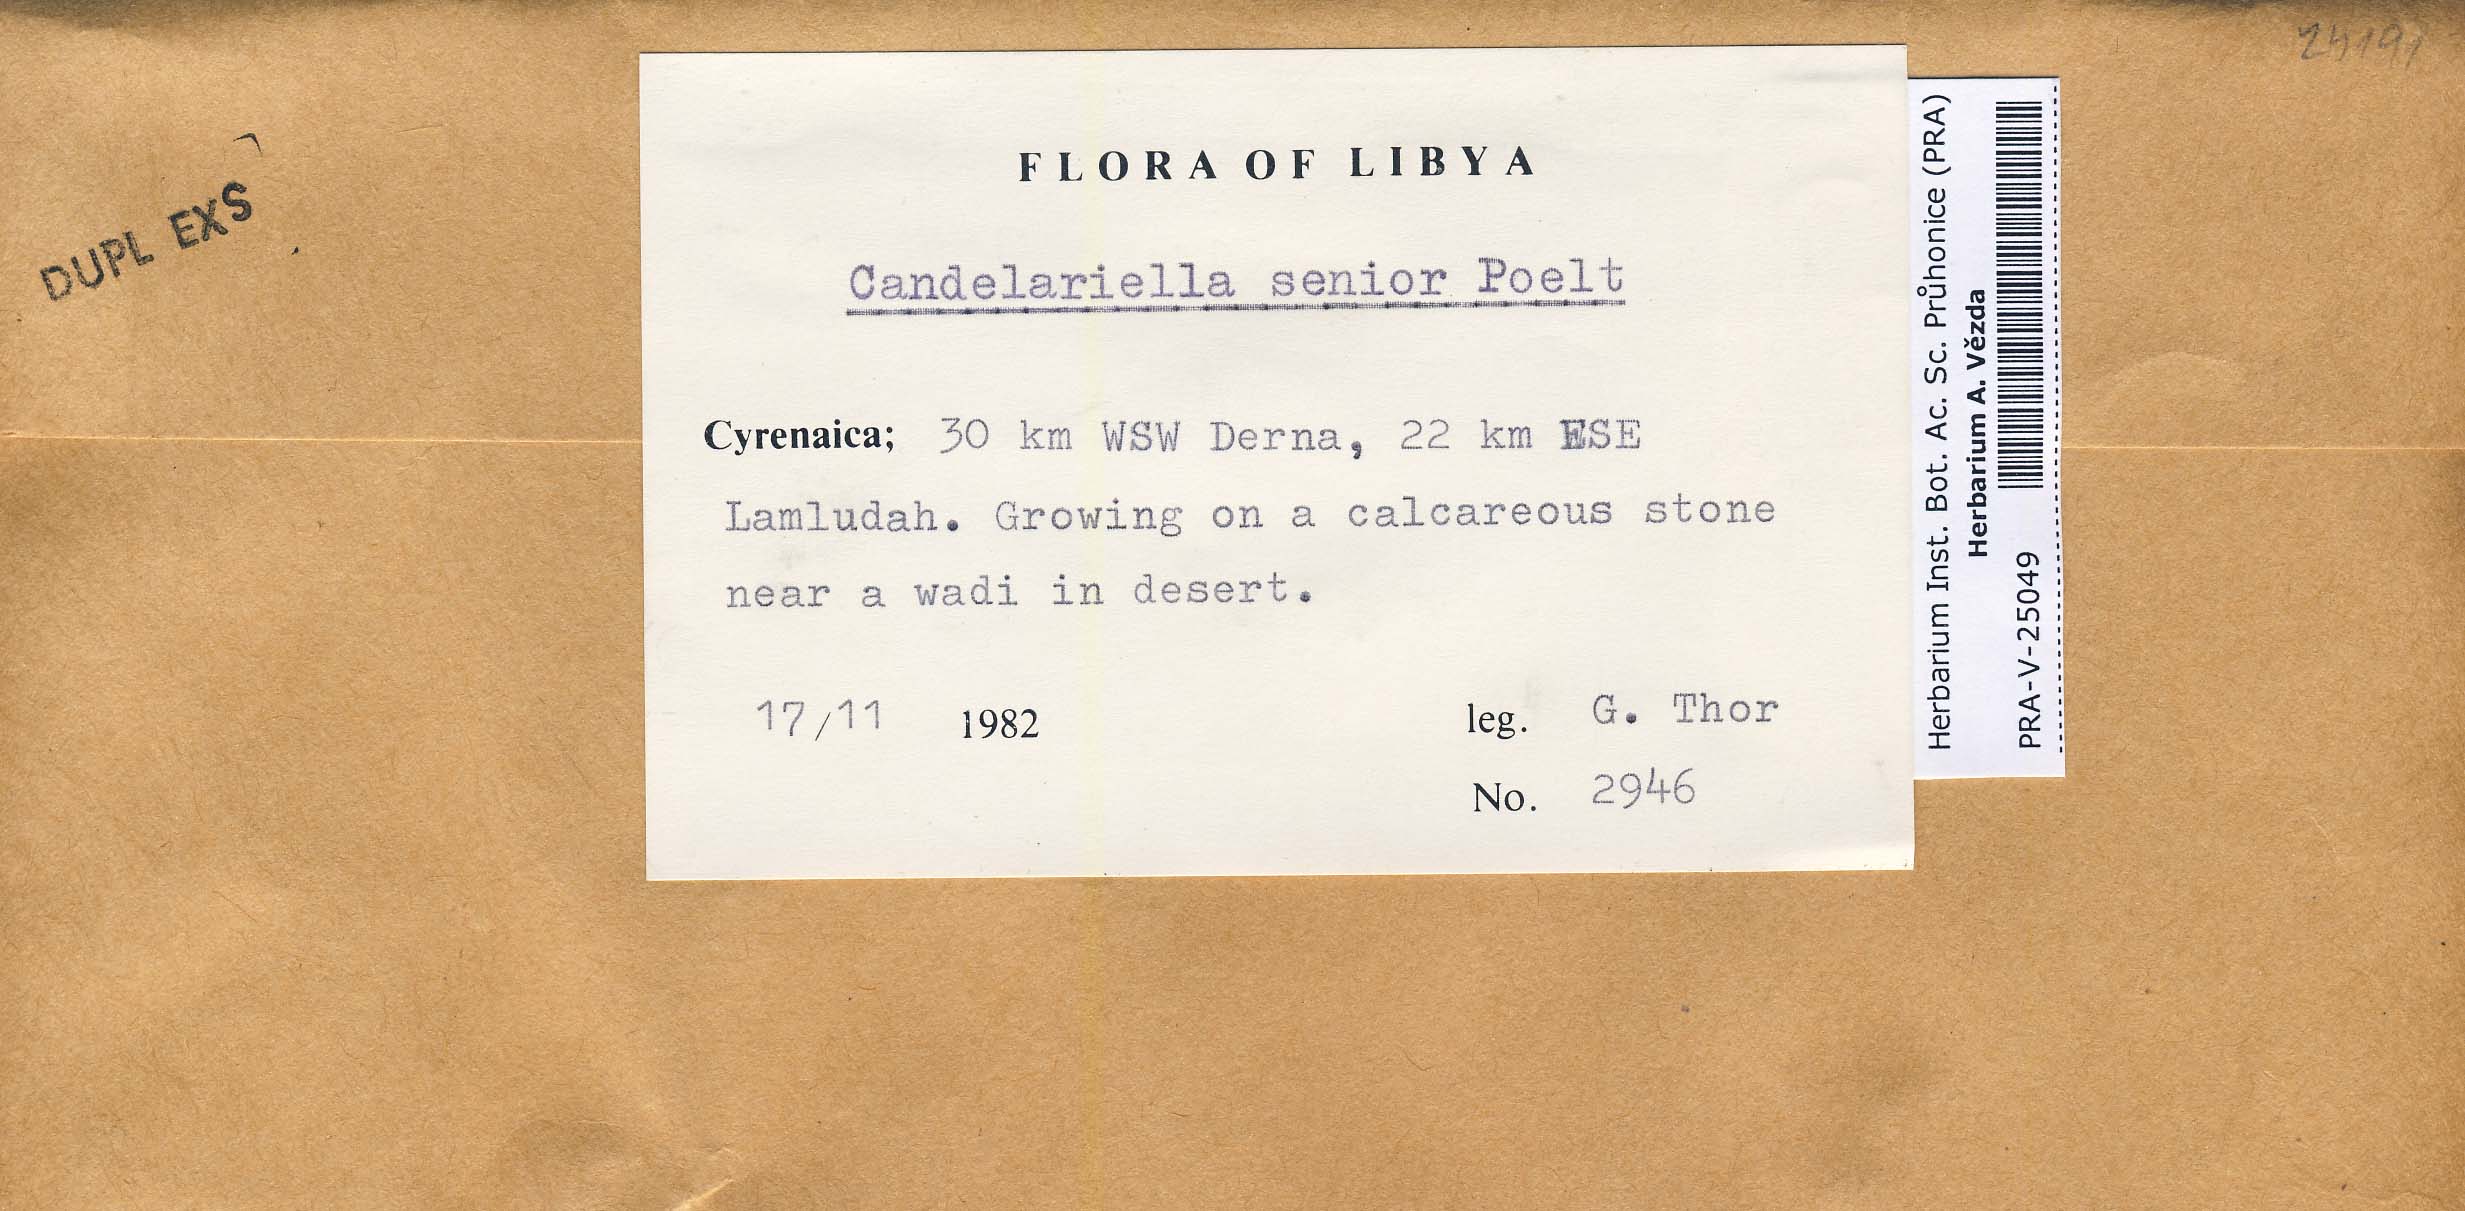 DUPL EXS
FLORA OF LIBYA
Candelariella senior Poelt
Cyrenaica; 30 km WSW Derna, 22 km ESE
Lamludah. Growing on a calcareous stone
near a wadi in desert.
17/11 1982 leg. G. Thor
No. 2946
Herbarium Inst. Bot. Ac. Sc. Průhonice (PRA)
Herbarium A. Vězda
PRA-V-25049